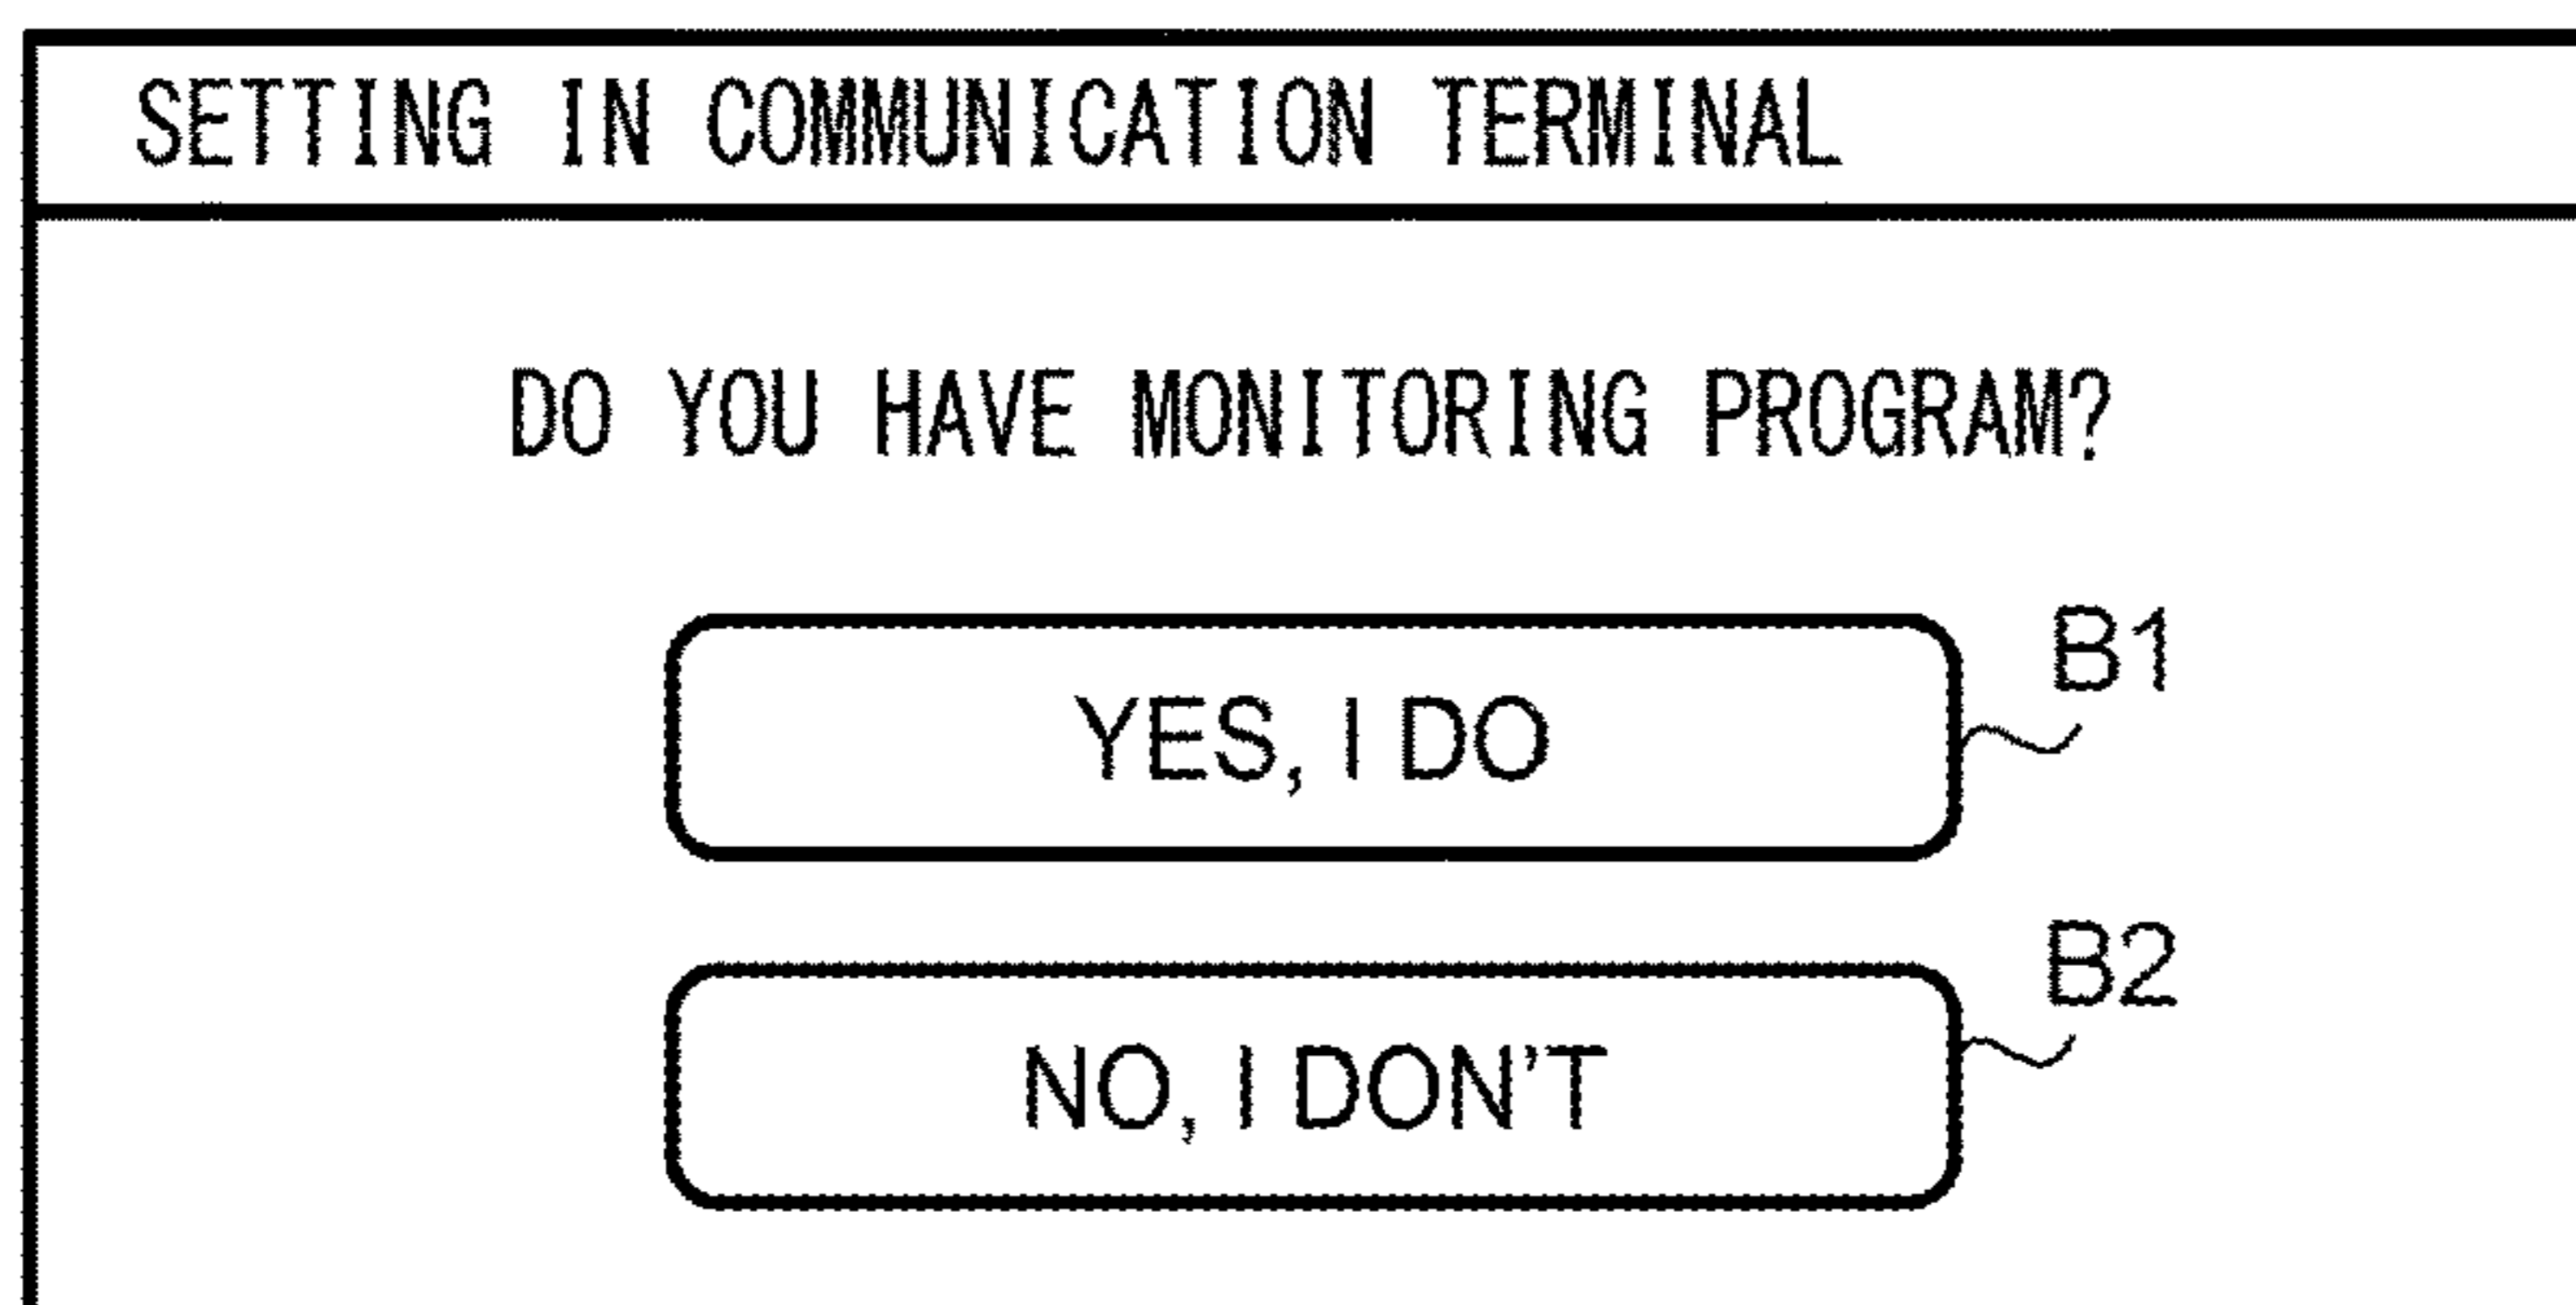 SETTING IN COMMUNICATION TERMINAL
DO YOU HAVE MONITORING PROGRAM?
B1
YES, I DO
B2
NO, I DON'T